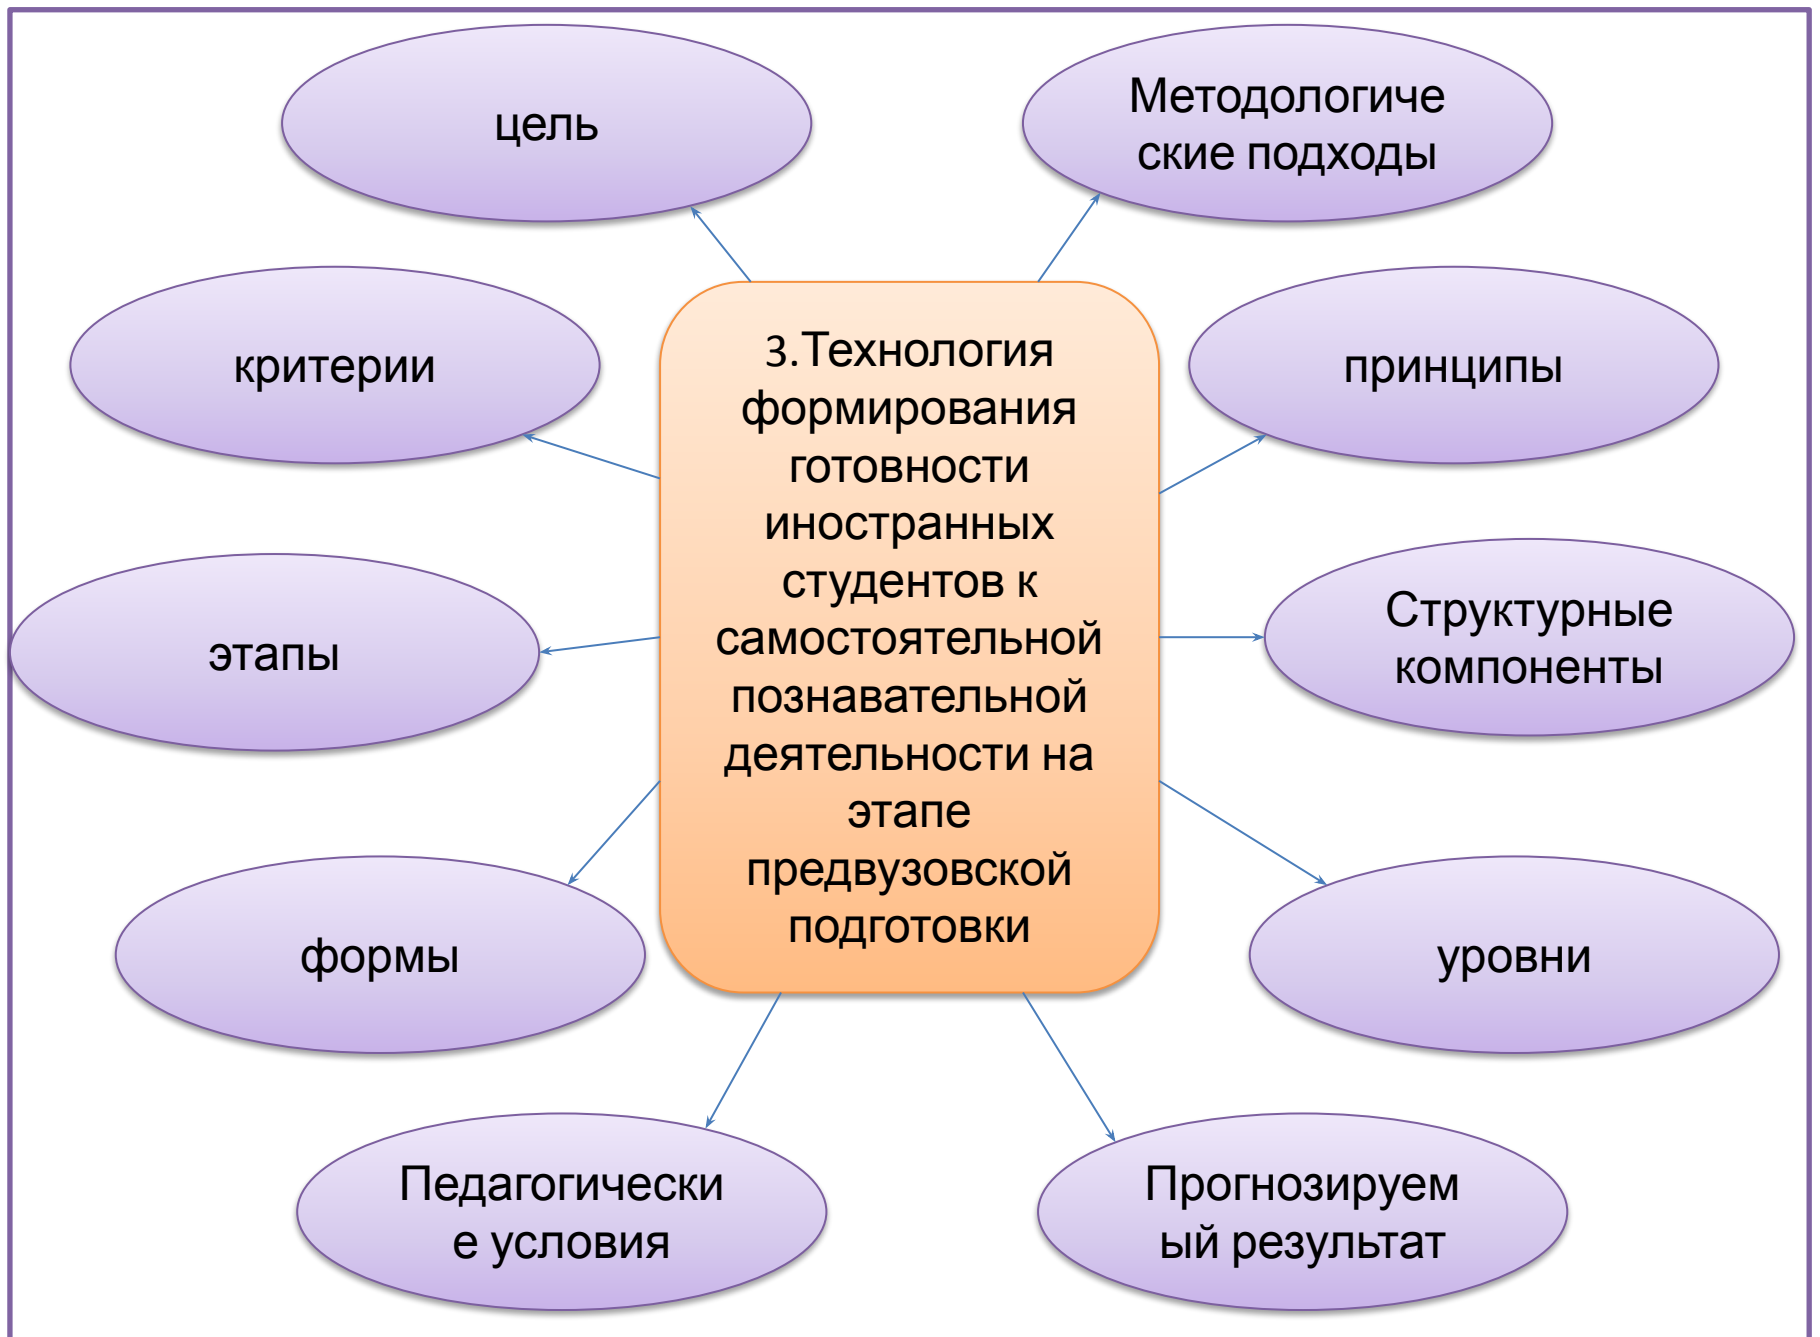 цель
Методологиче
ские подходы
критерии
3.Технология
формирования
готовности
иностранных
студентов к
самостоятельной
познавательной
деятельности на
этапе
предвузовской
подготовки
принципы
этапы
Структурные
компоненты
формы
уровни
Педагогически
е условия
Прогнозируем
ый результат